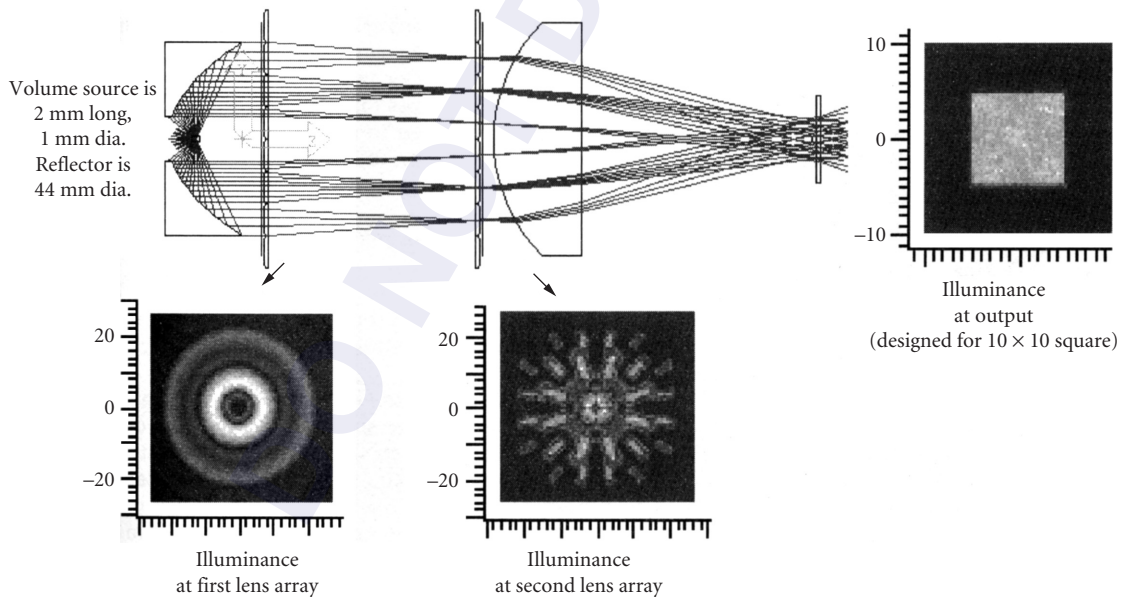 Volume source is
2 mm long,
1 mm dia.
Reflector is
44 mm dia.
10
0
−10
Illuminance
at output
(designed for 10 × 10 square)
20
0
−20
Illuminance
at first lens array
20
0
−20
Illuminance
at second lens array
DO NOT D